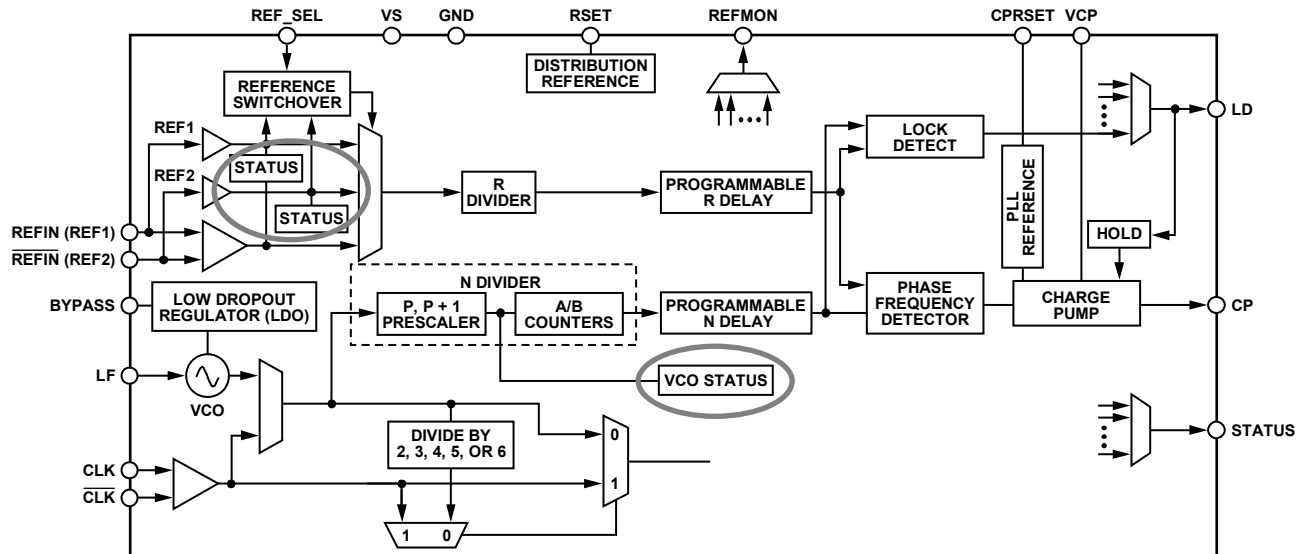 REF_SEL
VS
GND
RSET
REFMON
CPRSET
VCP
DISTRIBUTION
REFERENCE
REFERENCE
SWITCHOVER
REF1
STATUS
REF2
STATUS
LOCK
DETECT
LD
R
DIVIDER
PROGRAMMABLE
R DELAY
PLL
REFERENCE
HOLD
REFIN (REF1)
REFIN (REF2)
N DIVIDER
BYPASS
LOW DROPOUT
REGULATOR (LDO)
P, P + 1
PRESCALER
A/B
COUNTERS
PROGRAMMABLE
N DELAY
PHASE
FREQUENCY
DETECTOR
CHARGE
PUMP
CP
LF
VCO
VCO STATUS
DIVIDE BY
2, 3, 4, 5, OR 6
0
1
STATUS
CLK
CLK
1 0